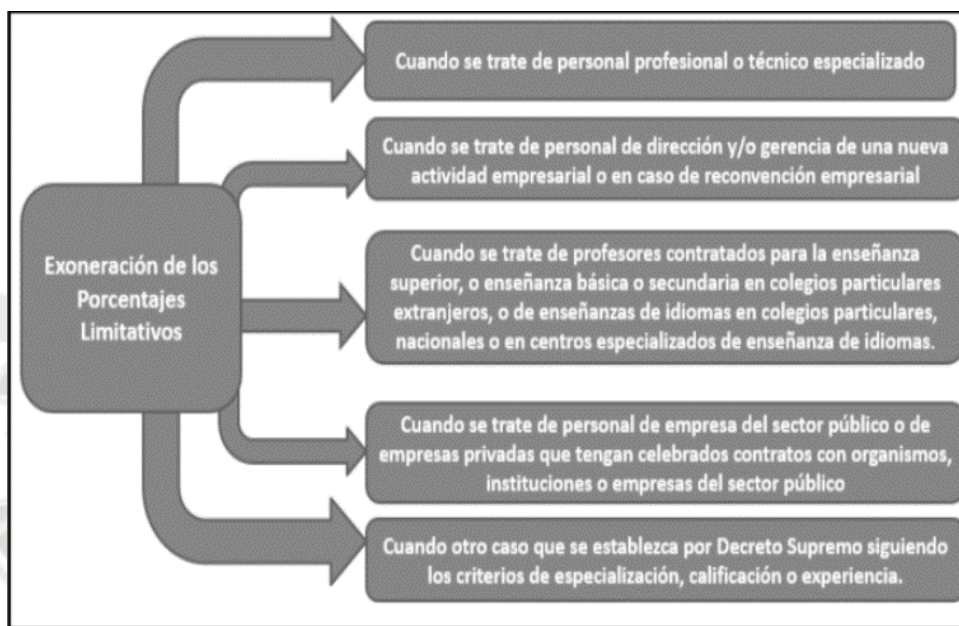 Exoneración de los
Porcentajes
Limitativos
Cuando se trate de personal profesional o técnico especializado
Cuando se trate de personal de dirección y/o gerencia de una nueva
actividad empresarial o en caso de reconvención empresarial
Cuando se trate de profesores contratados para la enseñanza
superior, o enseñanza básica o secundaria en colegios particulares
extranjeros, o de enseñanzas de idiomas en colegios particulares,
nacionales o en centros especializados de enseñanza de idiomas.
Cuando se trate de personal de empresa del sector público o de
empresas privadas que tengan celebrados contratos con organismos,
instituciones o empresas del sector público
Cuando otro caso que se establezca por Decreto Supremo siguiendo
los criterios de especialización, calificación o experiencia.